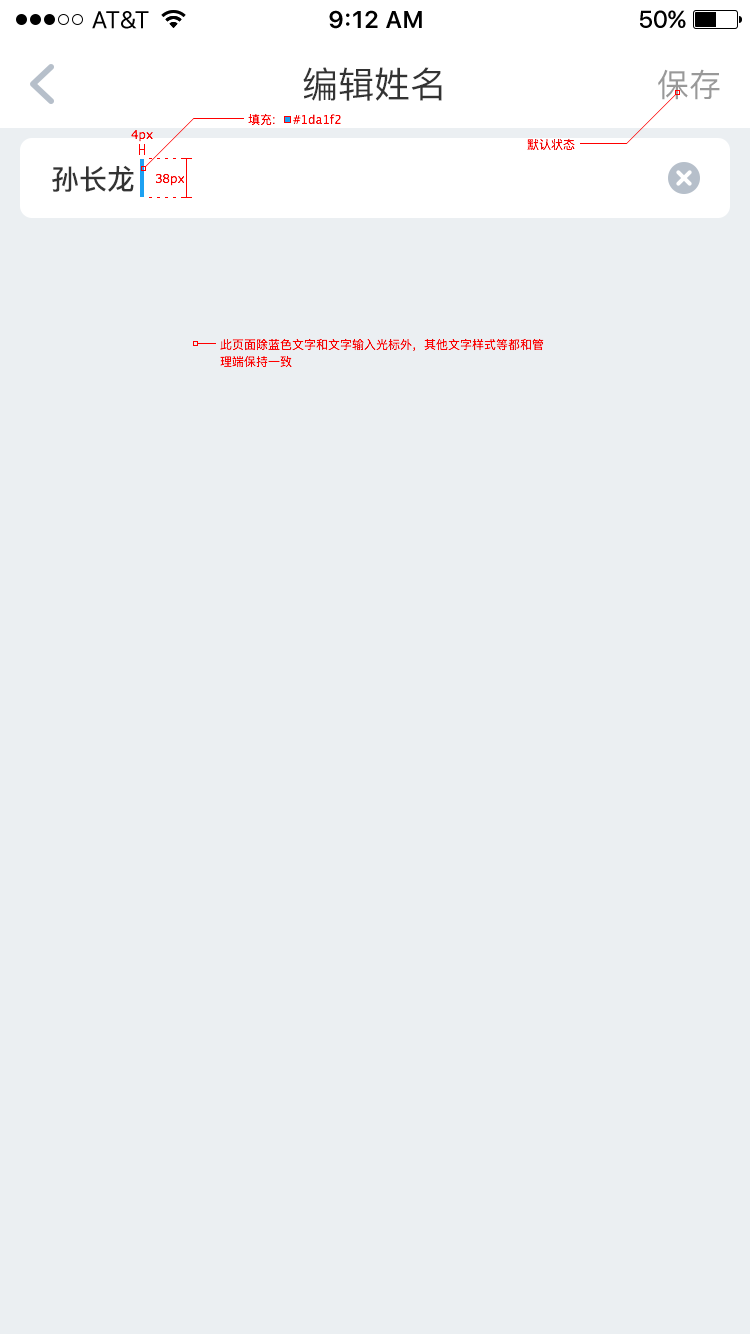 AT&T 9:12 AM 50%
编辑姓名 保存
填充: #1da1f2
4px
默认状态
孙长龙 38px
此页面除蓝色文字和文字输入光标外，其他文字样式等都和管
理端保持一致